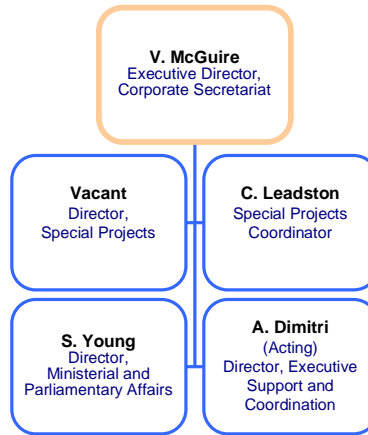 V. McGuire
Executive Director,
Corporate Secretariat
Vacant
Director,
Special Projects
C. Leadston
Special Projects
Coordinator
S. Young
Director,
Ministerial and
Parliamentary Affairs
A. Dimitri
(Acting)
Director, Executive
Support and
Coordination